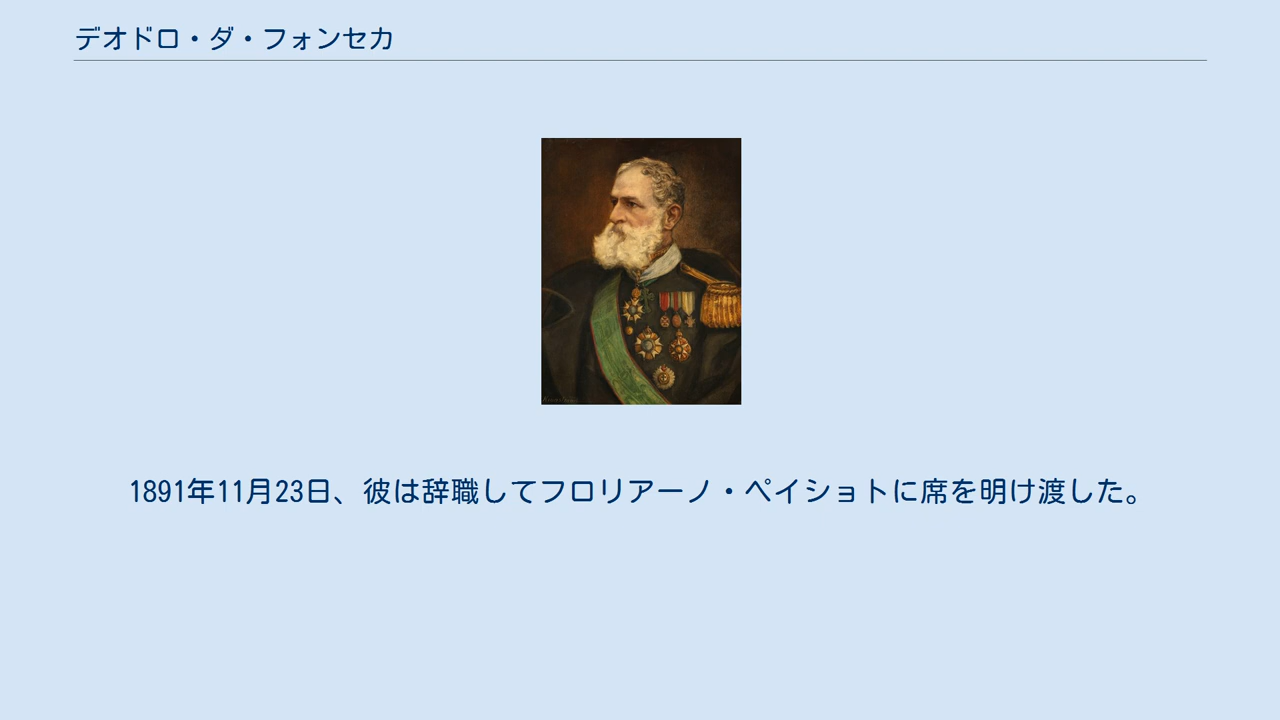 デオドロ・ダ・フォンセカ
1891年11月23日、彼は辞職してフロリアーノ・ペイショトに席を明け渡した。